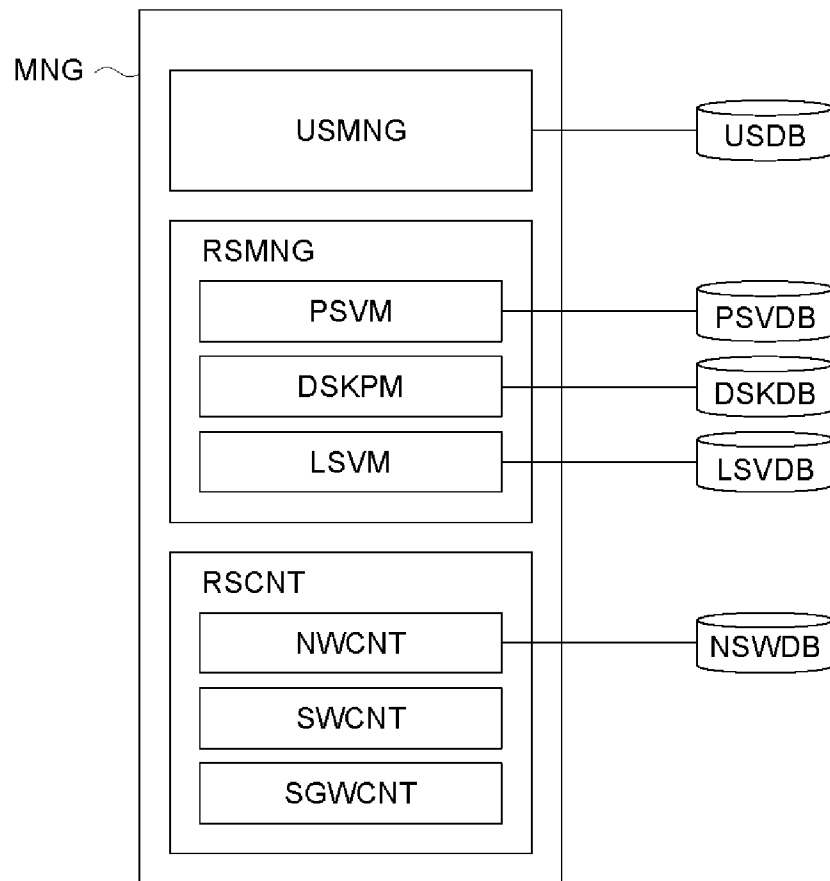 MNG
USMNG
USDB
RSMNG
PSVM
PSVDB
DSKPM
DSKDB
LSVM
LSVDB
RSCNT
NWCNT
NSWDB
SWCNT
SGWCNT